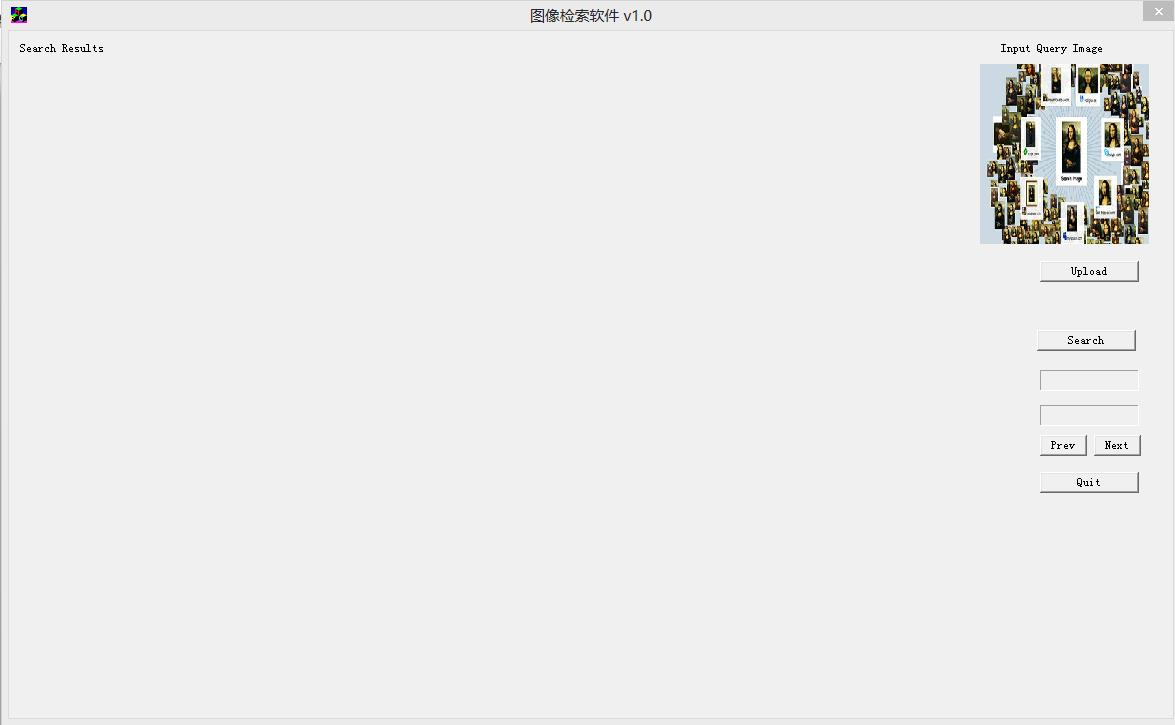 图像检索软件 v1.0
Search Results
Input Query Image
Upload
Search
Prev
Next
Quit